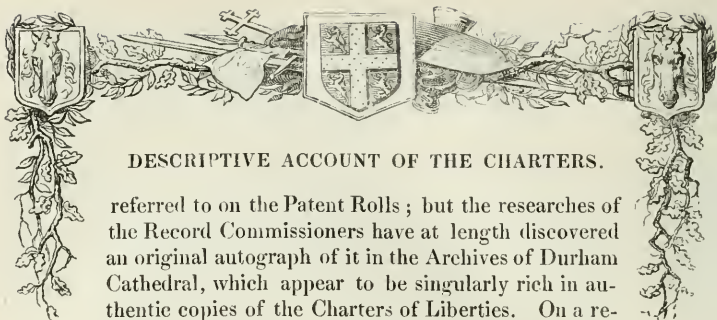 DESCRIPTIVE ACCOUNT OF THE CHARTERS.
referred to on the Patent Rolls ; but the researches of
the Record Commissioners have at length discovered
an original autograph of it in the Archives of Durham
Cathedral, which appear to be singularly rich in au-
thentic copies of the Charters of Liberties. On a re-